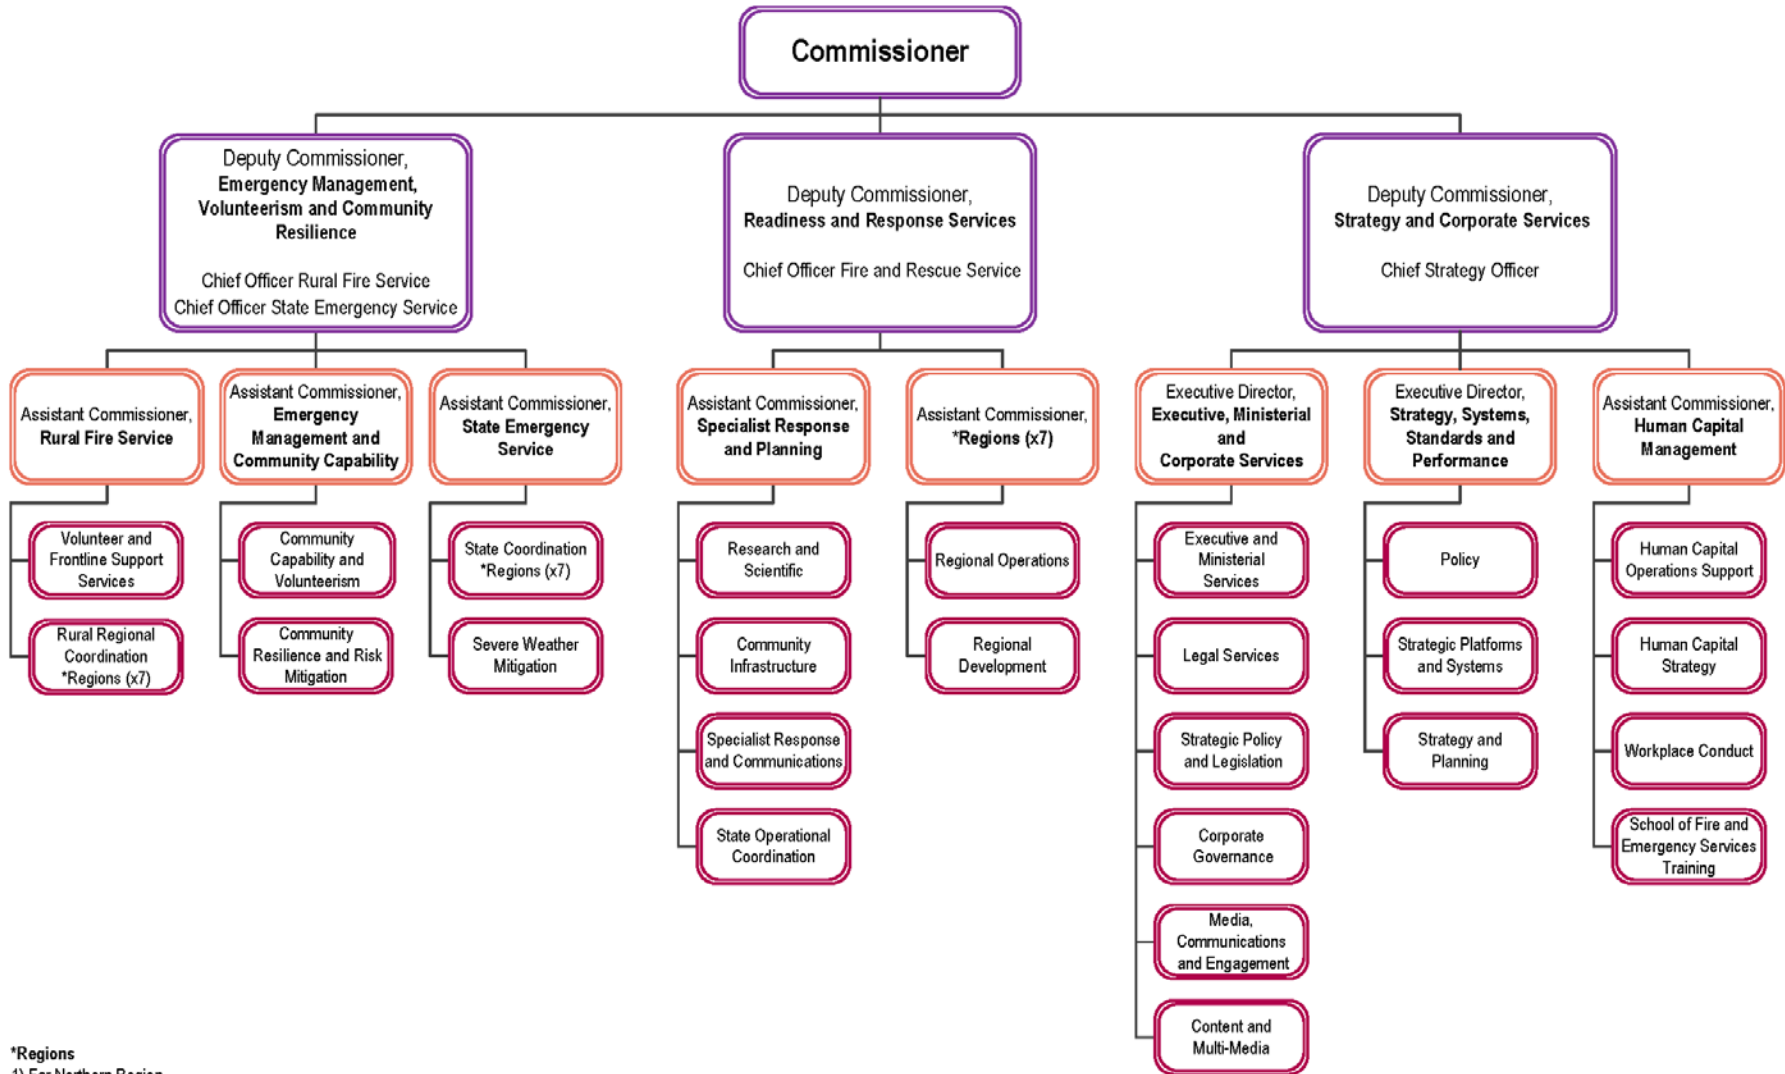 Commissioner
Deputy Commissioner,
Emergency Management,
Volunteerism and Community
Resilience
Chief Officer Rural Fire Service
Chief Officer State Emergency Service
Deputy Commissioner,
Readiness and Response Services
Chief Officer Fire and Rescue Service
Deputy Commissioner,
Strategy and Corporate Services
Chief Strategy Officer
Assistant Commissioner,
Rural Fire Service
Assistant Commissioner,
Emergency
Management and
Community Capability
Assistant Commissioner,
State Emergency
Service
Assistant Commissioner,
Specialist Response
and Planning
Assistant Commissioner,
*Regions (x7)
Executive Director,
Executive, Ministerial
and
Corporate Services
Executive Director,
Strategy, Systems,
Standards and
Performance
Assistant Commissioner,
Human Capital
Management
Volunteer and
Frontline Support
Services
Rural Regional
Coordination
*Regions (x7)
Community
Capability and
Volunteerism
Community
Resilience and Risk
Mitigation
State Coordination
*Regions (x7)
Severe Weather
Mitigation
Research and
Scientific
Community
Infrastructure
Specialist Response
and Communications
State Operational
Coordination
Regional Operations
Regional
Development
Executive and
Ministerial
Services
Legal Services
Strategic Policy
and Legislation
Corporate
Governance
Media,
Communications
and Engagement
Content and
Multi-Media
Policy
Strategic Platforms
and Systems
Strategy and
Planning
Human Capital
Operations Support
Human Capital
Strategy
Workplace Conduct
School of Fire and
Emergency Services
Training
*Regions
1) Far Northern Region